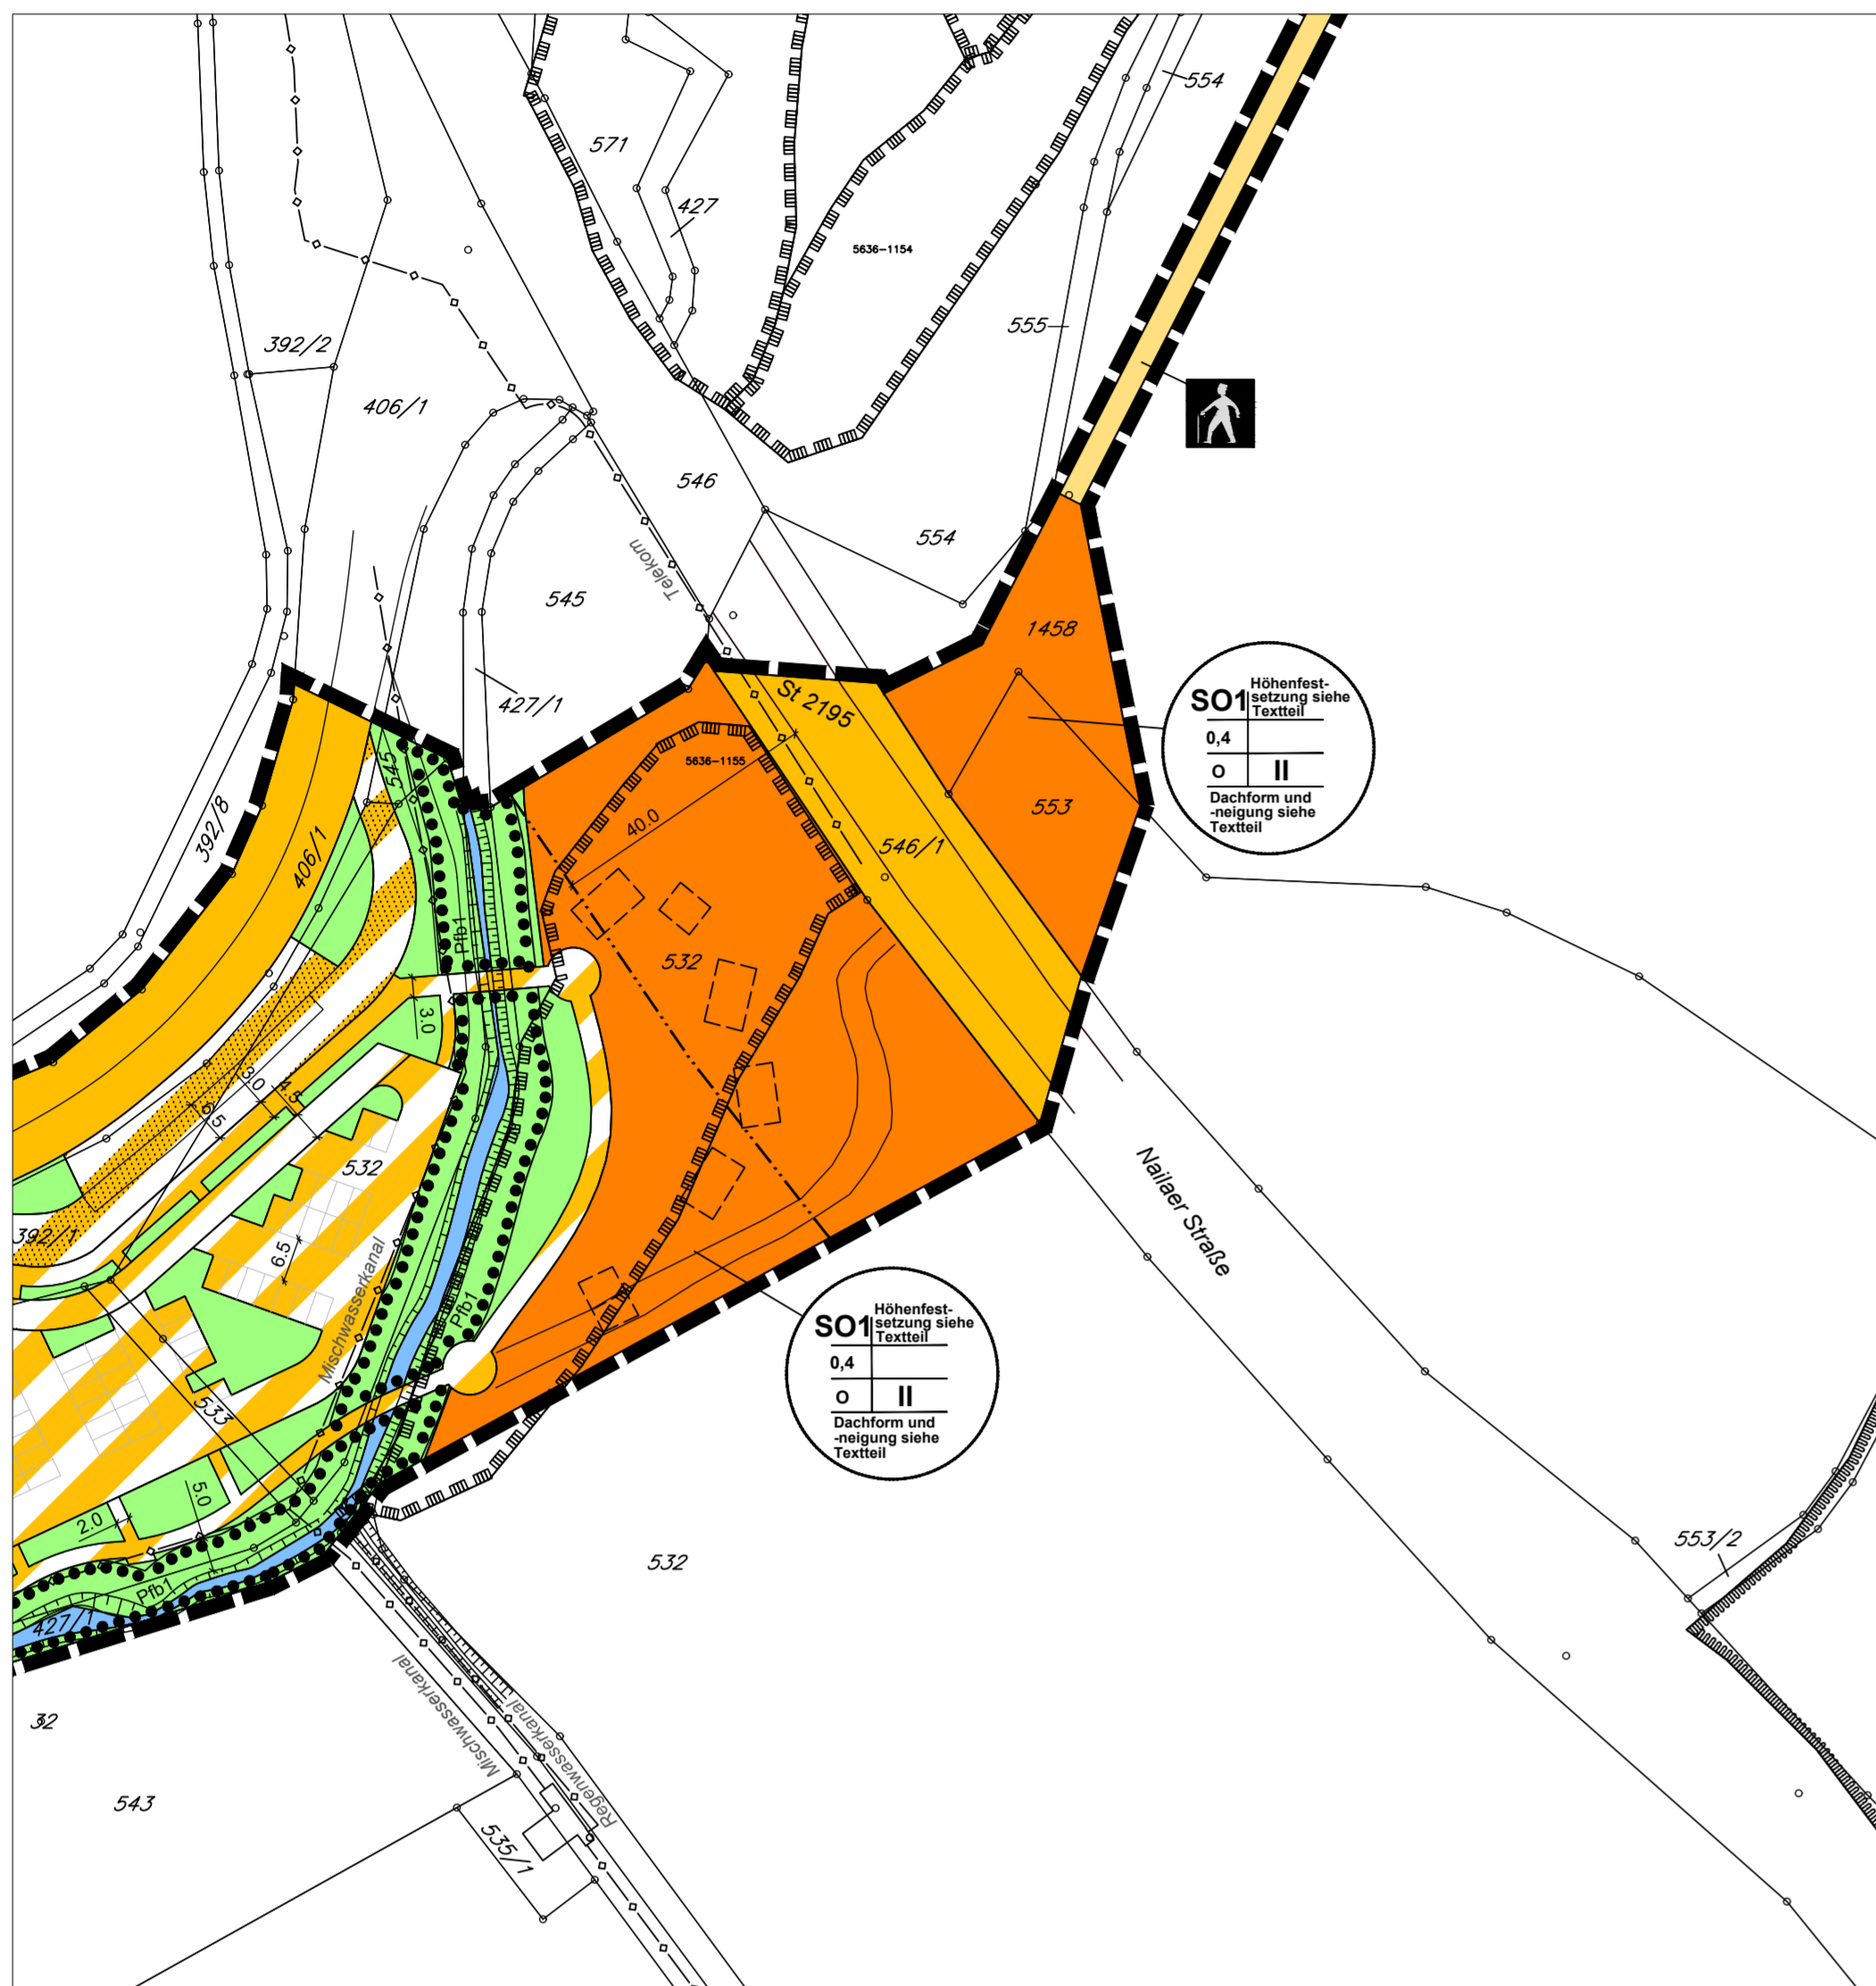 554
571
427
5636-1154
555
392/2
406/1
546
554
Telekom
545
1458
427/1
St 2195
SO1
Höhenfest-
setzung siehe
Textteil
0,4
O
II
Dachform und
-neigung siehe
Textteil
545
5636-1155
40.0
553
392/8
406/1
546/1
Pfb1
532
3.0
3.0
4.5
6.5
532
392/1
6.5
Mischwasserkanal
Pfb1
Nailaer Straße
SO1
Höhenfest-
setzung siehe
Textteil
0,4
O
II
Dachform und
-neigung siehe
Textteil
533
5.0
2.0
532
553/2
Pfb1
427/1
Mischwasserkanal
Regenwasserkanal
32
543
535/1